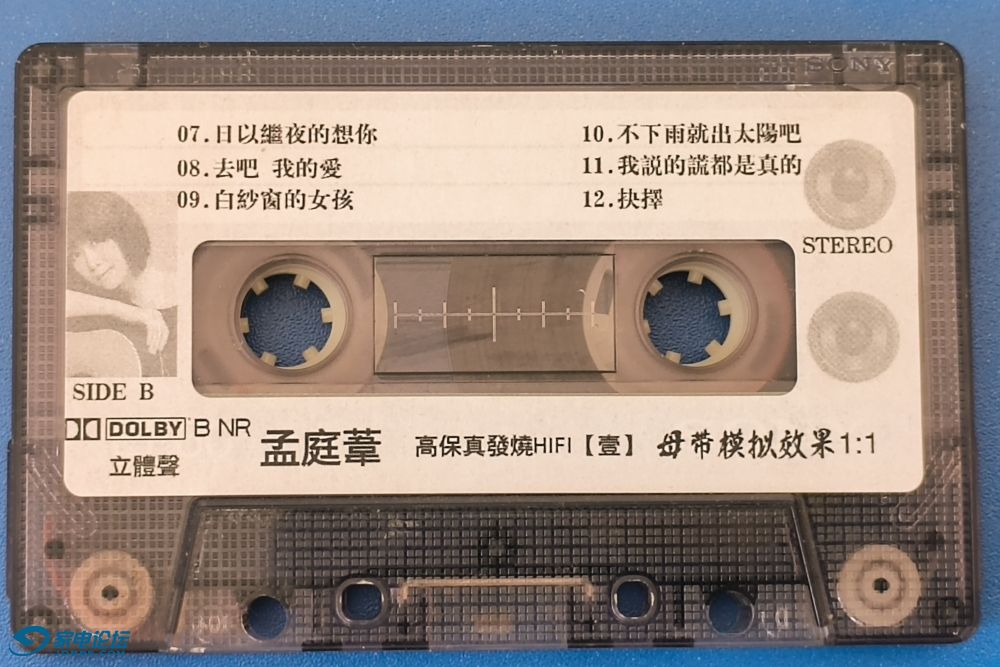 SONY
07.日以繼夜的想你
08.去吧 我的愛
09.白紗窗的女孩
10.不下雨就出太陽吧
11.我説的謊都是真的
12.抉擇
STEREO
SIDE B
DOLBY B NR
立體聲
孟庭葦
高保真發燒HIFI【壹】
母带模拟效果1:1
家电论坛